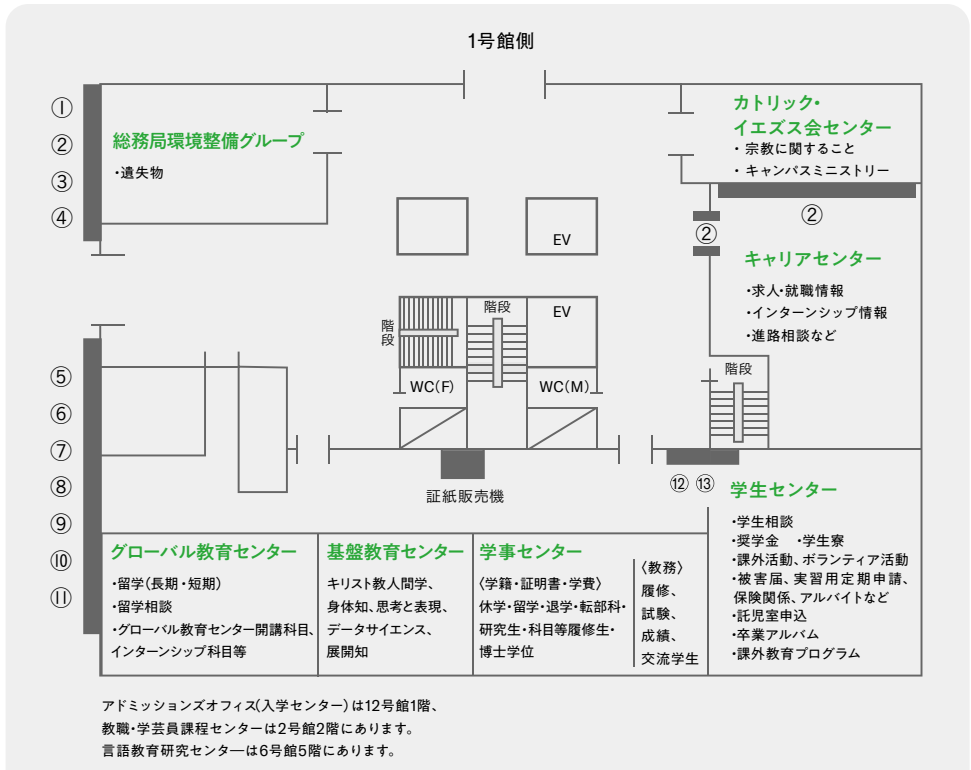 1号館側
①
②
③
④
総務局環境整備グループ
・遺失物
カトリック・
イエズス会センター
・宗教に関すること
・キャンパスミニストリー
②
②
キャリアセンター
・求人・就職情報
・インターンシップ情報
・進路相談など
EV
階段
階段
EV
WC(F)
WC(M)
階段
⑤
⑥
⑦
⑧
⑨
⑩
⑪
証紙販売機
⑫ ⑬
グローバル教育センター
・留学(長期・短期)
・留学相談
・グローバル教育センター開講科目、
インターンシップ科目等
基盤教育センター
キリスト教人間学、
身体知、思考と表現、
データサイエンス、
展開知
学事センター
〈学籍・証明書・学費〉
休学・留学・退学・転部科・
研究生・科目等履修生・
博士学位
〈教務〉
履修、
試験、
成績、
交流学生
学生センター
・学生相談
・奨学金 ・学生寮
・課外活動、ボランティア活動
・被害届、実習用定期申請、
保険関係、アルバイトなど
・託児室申込
・卒業アルバム
・課外教育プログラム
アドミッションズオフィス(入学センター)は12号館1階、
教職・学芸員課程センターは2号館2階にあります。
言語教育研究センターは6号館5階にあります。